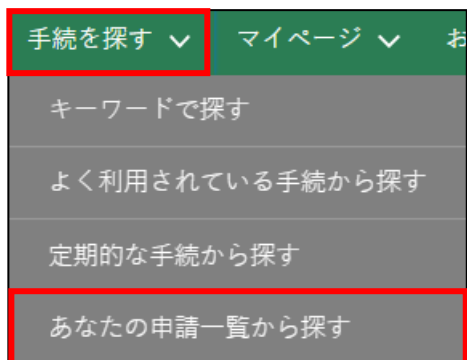 手続を探す マイページ お
キーワードで探す
よく利用されている手続から探す
定期的な手続から探す
あなたの申請一覧から探す